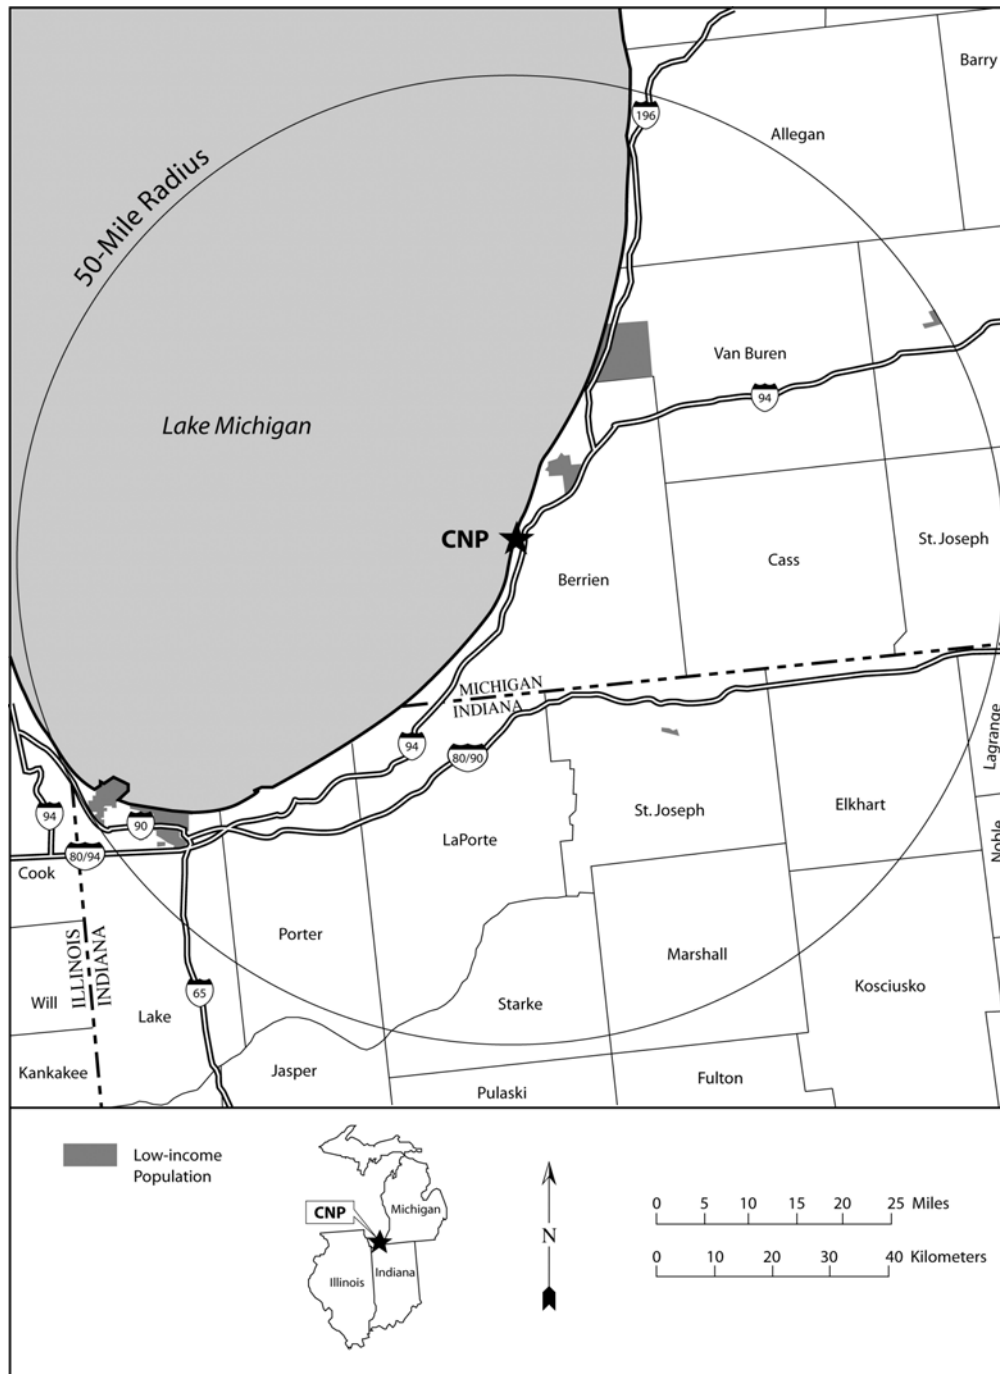 Barry
196
Allegan
50-Mile Radius
Van Buren
94
Lake Michigan
CNP
St. Joseph
Cass
Berrien
MICHIGAN
INDIANA
94
80/90
Lagrange
94
90
80/94
St. Joseph
Elkhart
LaPorte
Noble
Cook
Porter
ILLINOIS
INDIANA
Marshall
Will
65
Lake
Starke
Kosciusko
Kankakee
Jasper
Pulaski
Fulton
Low-income
Population
CNP
Michigan
Illinois
Indiana
N
0 5 10 15 20 25 Miles
0 10 20 30 40 Kilometers